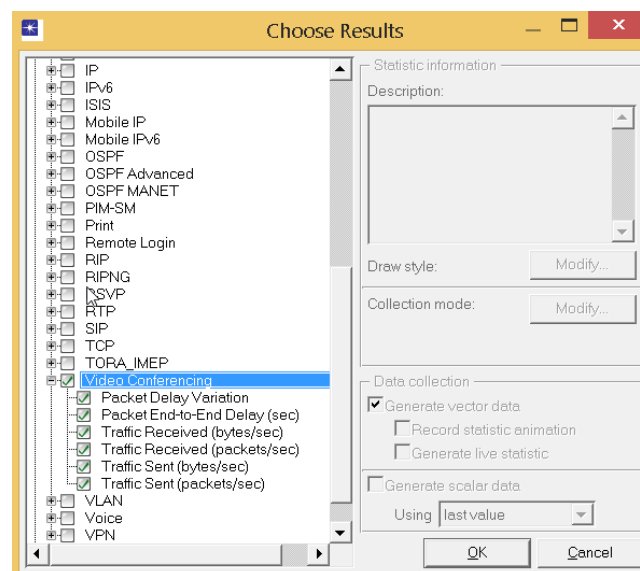 Choose Results
IP
IPv6
ISIS
Mobile IP
Mobile IPv6
OSPF
OSPF Advanced
OSPF MANET
PIM-SM
Print
Remote Login
RIP
RIPNG
RSVP
RTP
SIP
TCP
TORA_IMEP
Video Conferencing
Packet Delay Variation
Packet End-to-End Delay (sec)
Traffic Received (bytes/sec)
Traffic Received (packets/sec)
Traffic Sent (bytes/sec)
Traffic Sent (packets/sec)
VLAN
Voice
VPN
Statistic information
Description:
Draw style:
Modify...
Collection mode:
Modify...
Data collection
Generate vector data
Record statistic animation
Generate live statistic
Generate scalar data
Using
last value
OK
Cancel